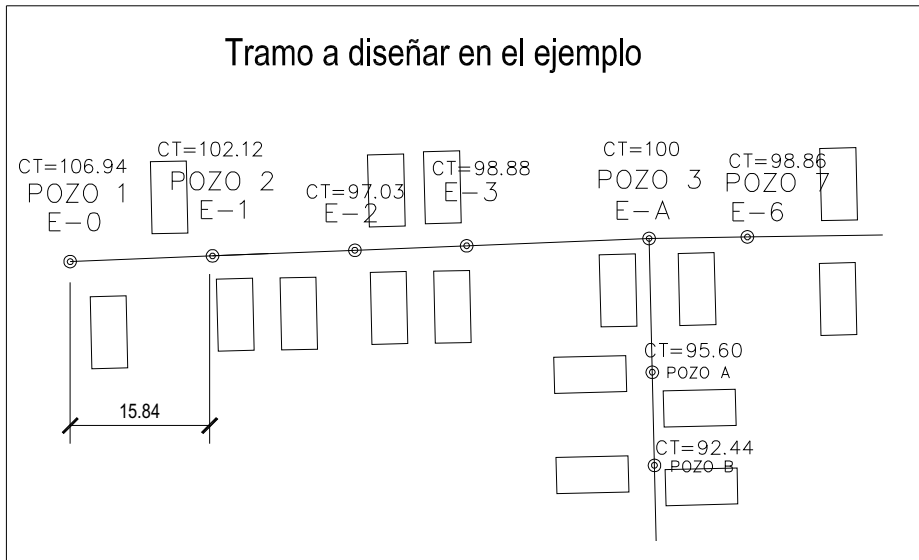 Tramo a diseñar en el ejemplo
CT=106.94
POZO 1
E-0
CT=102.12
POZO 2
E-1
CT=97.03
E-2
CT=98.88
E-3
CT=100
POZO 3
E-A
CT=98.86
POZO 7
E-6
CT=95.60
POZO A
CT=92.44
POZO B
15.84